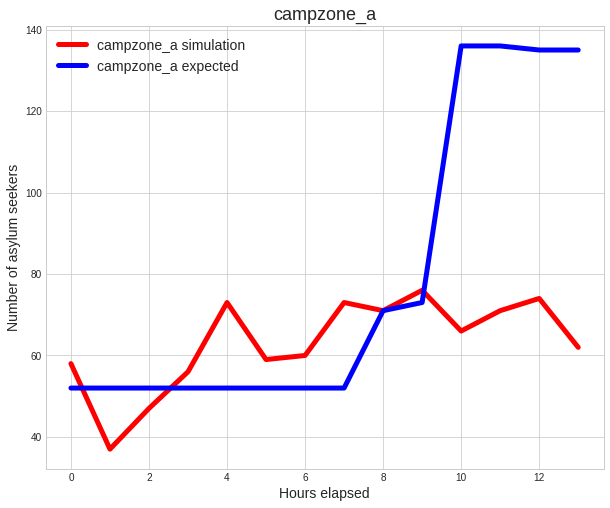 campzone_a
campzone_a simulation
campzone_a expected
Number of asylum seekers
140
120
100
80
60
40
0 2 4 6 8 10 12
Hours elapsed